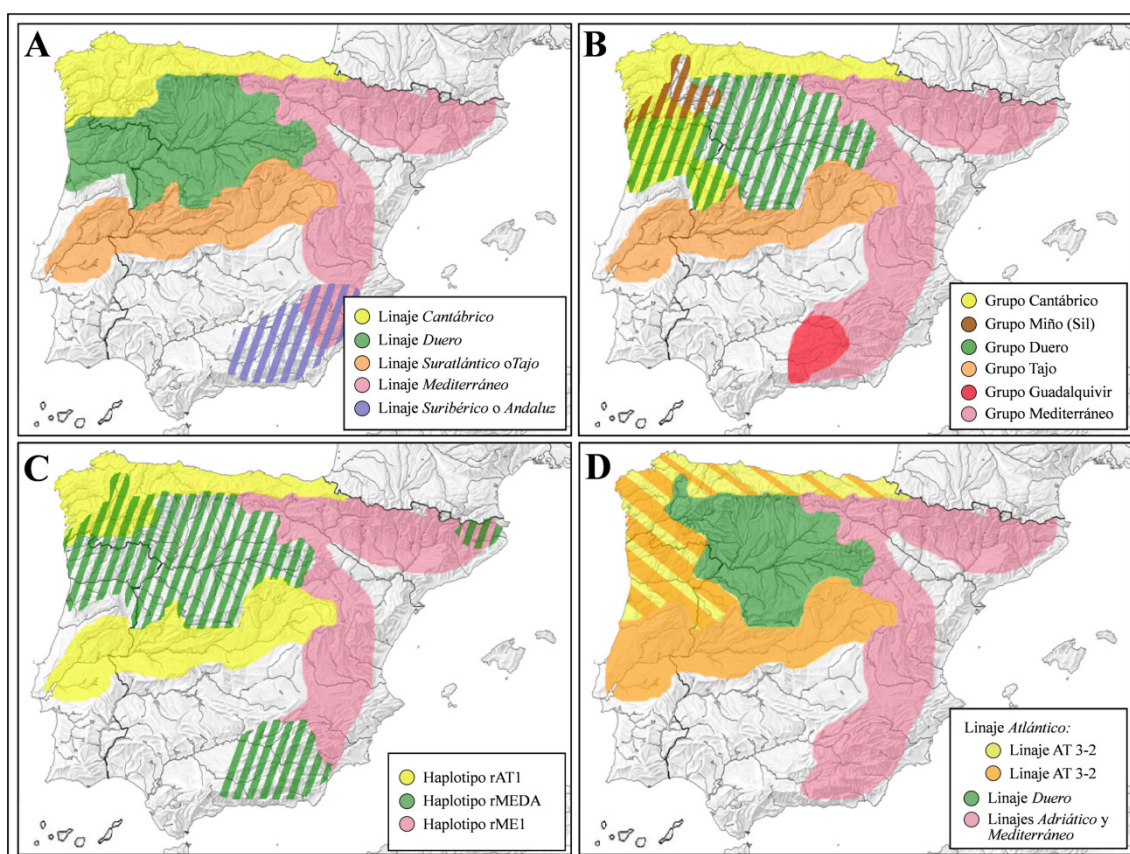 A
Linaje Cantábrico
Linaje Duero
Linaje Suratlántico oTajo
Linaje Mediterráneo
Linaje Suribérico o Andaluz
B
Grupo Cantábrico
Grupo Miño (Sil)
Grupo Duero
Grupo Tajo
Grupo Guadalquivir
Grupo Mediterráneo
C
Haplotipo rAT1
Haplotipo rMEDA
Haplotipo rME1
D
Linaje Atlántico:
Linaje AT 3-2
Linaje AT 3-2
Linaje Duero
Linajes Adriático y
Mediterráneo